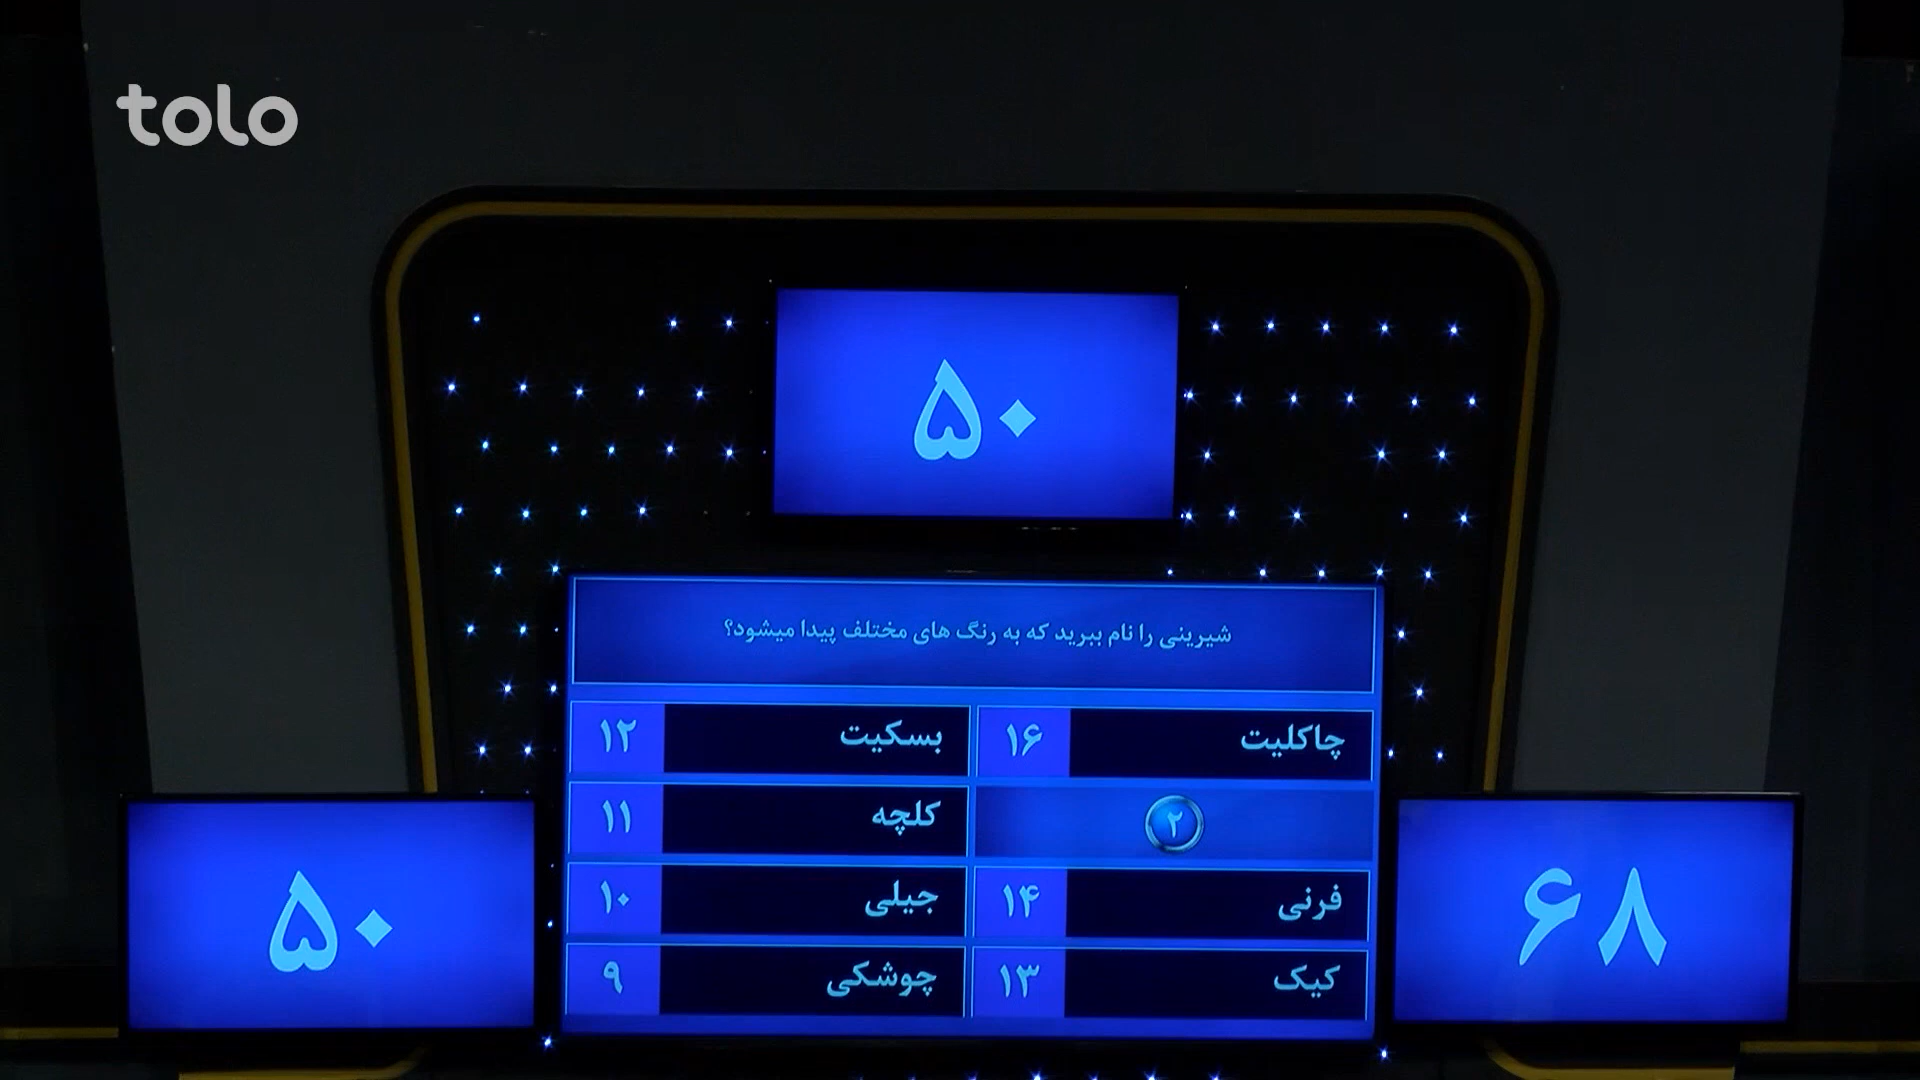 tolo
۵۰
شیرینی را نام ببرید که به رنگ های مختلف پیدا میشود؟
چاکلیت ۱۶
۲
فرنی ۱۴
کیک ۱۳
بسکیت ۱۲
کلچه ۱۱
جیلی ۱۰
چوشکی ۹
۵۰
۶۸